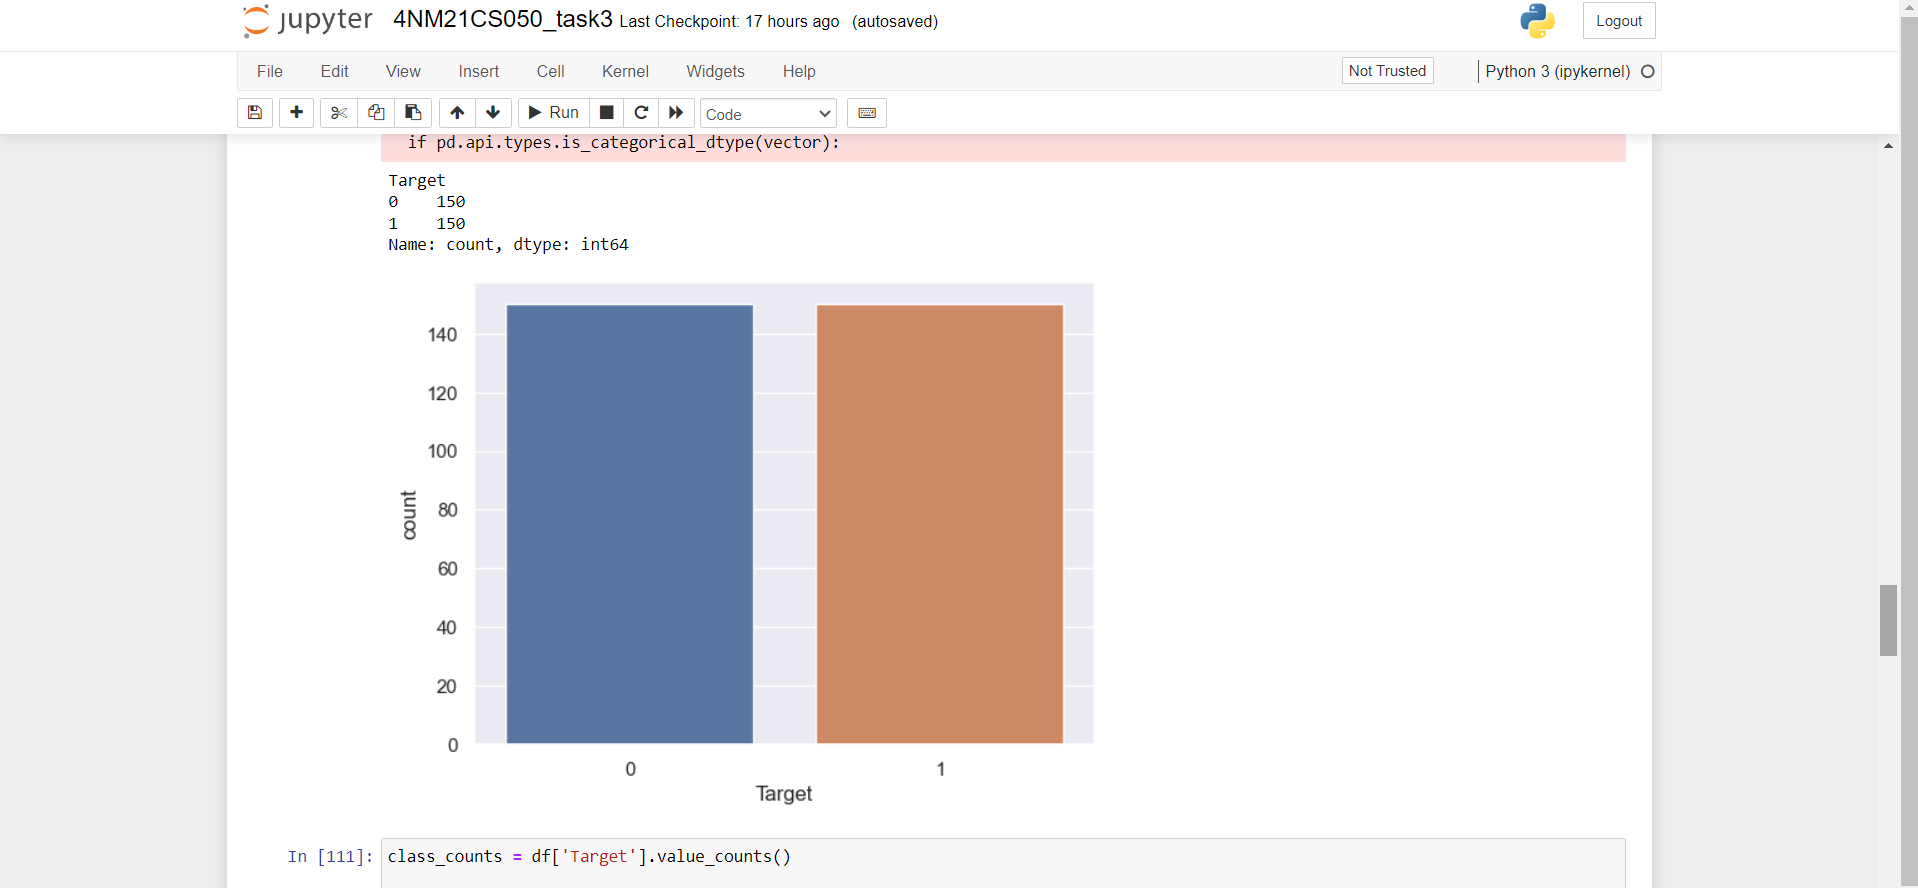 jupyter 4NM21CS050_task3 Last Checkpoint: 17 hours ago (autosaved) Logout
File Edit View Insert Cell Kernel Widgets Help Not Trusted Python 3 (ipykernel)
Run Code
if pd.api.types.is_categorical_dtype(vector):
Target
0 150
1 150
Name: count, dtype: int64
140
120
100
80
60
40
20
0
count
0 1
Target
In [111]: class_counts = df['Target'].value_counts()